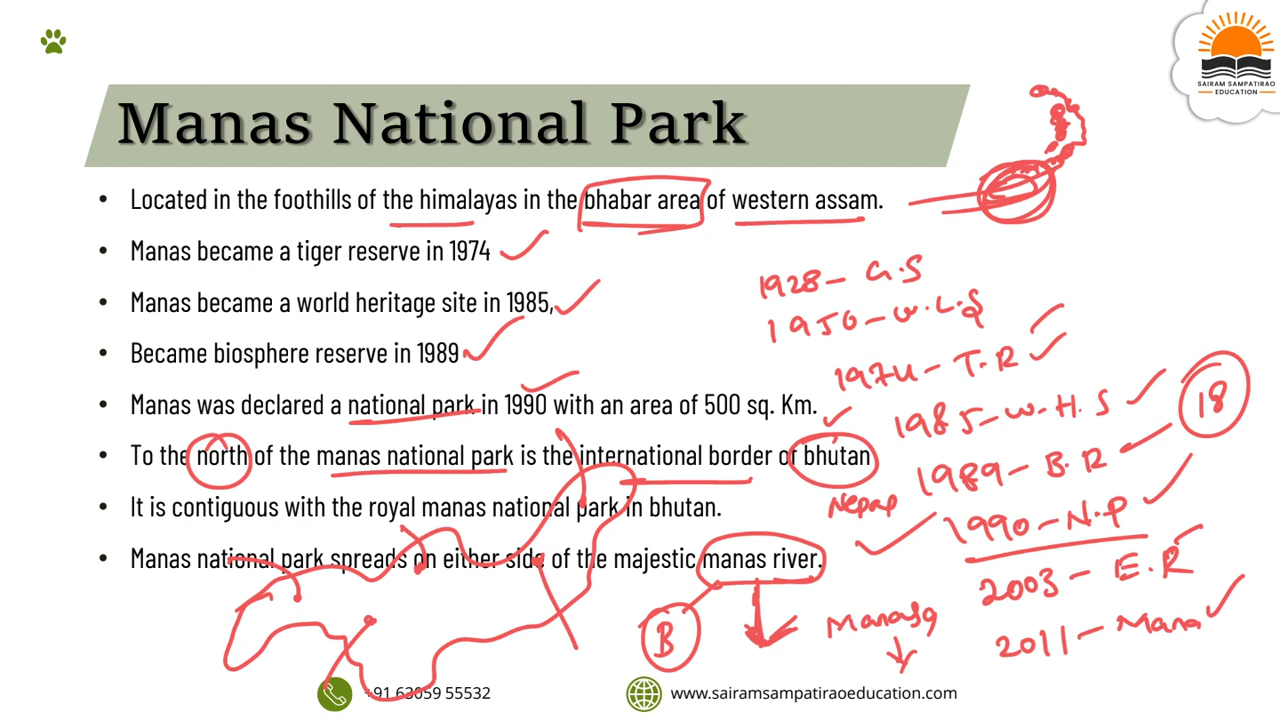 SAIRAM SAMPATIRAO
EDUCATION
Manas National Park
• Located in the foothills of the himalayas in the bhabar area of western assam.
• Manas became a tiger reserve in 1974
• Manas became a world heritage site in 1985,
• Became biosphere reserve in 1989
• Manas was declared a national park in 1990 with an area of 500 sq. Km.
• To the north of the manas national park is the international border of bhutan
• It is contiguous with the royal manas national park in bhutan.
• Manas national park spreads on either side of the majestic manas river.
1928 - G.S
1950 - W.L.S
1974 - T.R
1985 - W.H.S
18
1989 - B.R
1990 - N.P
2003 - E.R
2011 - Mana
B
+91 63059 55532
www.sairamsampatiraoeducation.com